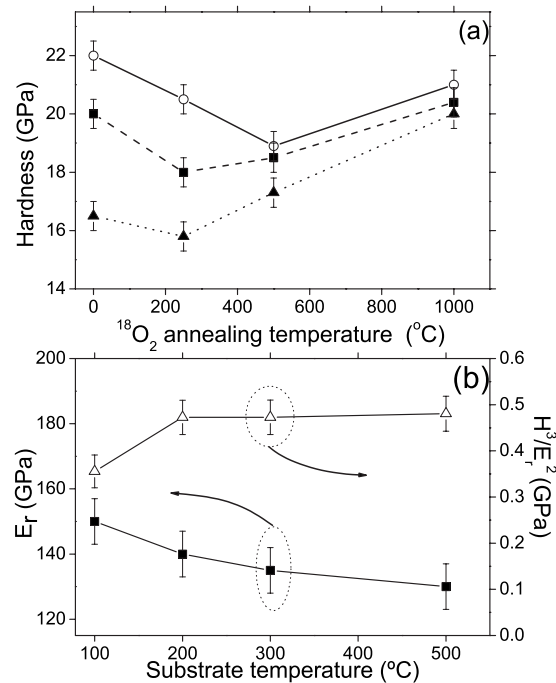 (a)
22
20
18
16
14
Hardness (GPa)
0 200 400 600 800 1000
¹⁸O₂ annealing temperature (°C)
(b)
200
180
160
140
120
Er (GPa)
0.6
0.5
0.4
0.3
0.2
0.1
0.0
H³/Eᵣ² (GPa)
100 200 300 400 500
Substrate temperature (ºC)